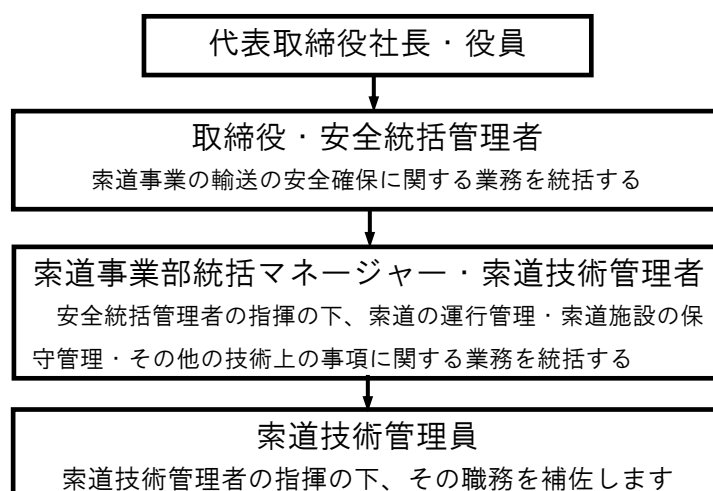 代表取締役社長・役員
取締役・安全統括管理者
索道事業の輸送の安全確保に関する業務を統括する
索道事業部統括マネージャー・索道技術管理者
安全統括管理者の指揮の下、索道の運行管理・索道施設の保
守管理・その他の技術上の事項に関する業務を統括する
索道技術管理員
索道技術管理者の指揮の下、その職務を補佐します